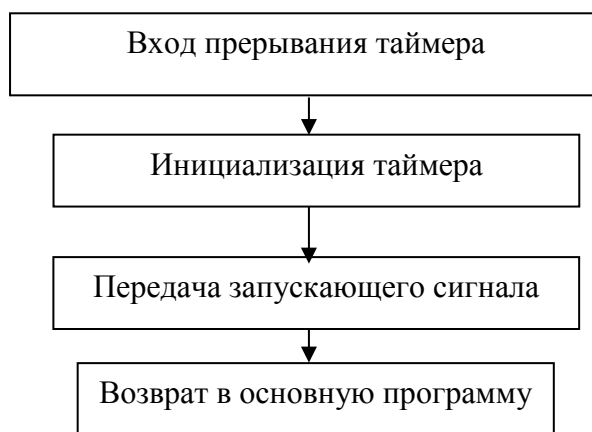 Вход прерывания таймера
Инициализация таймера
Передача запускающего сигнала
Возврат в основную программу